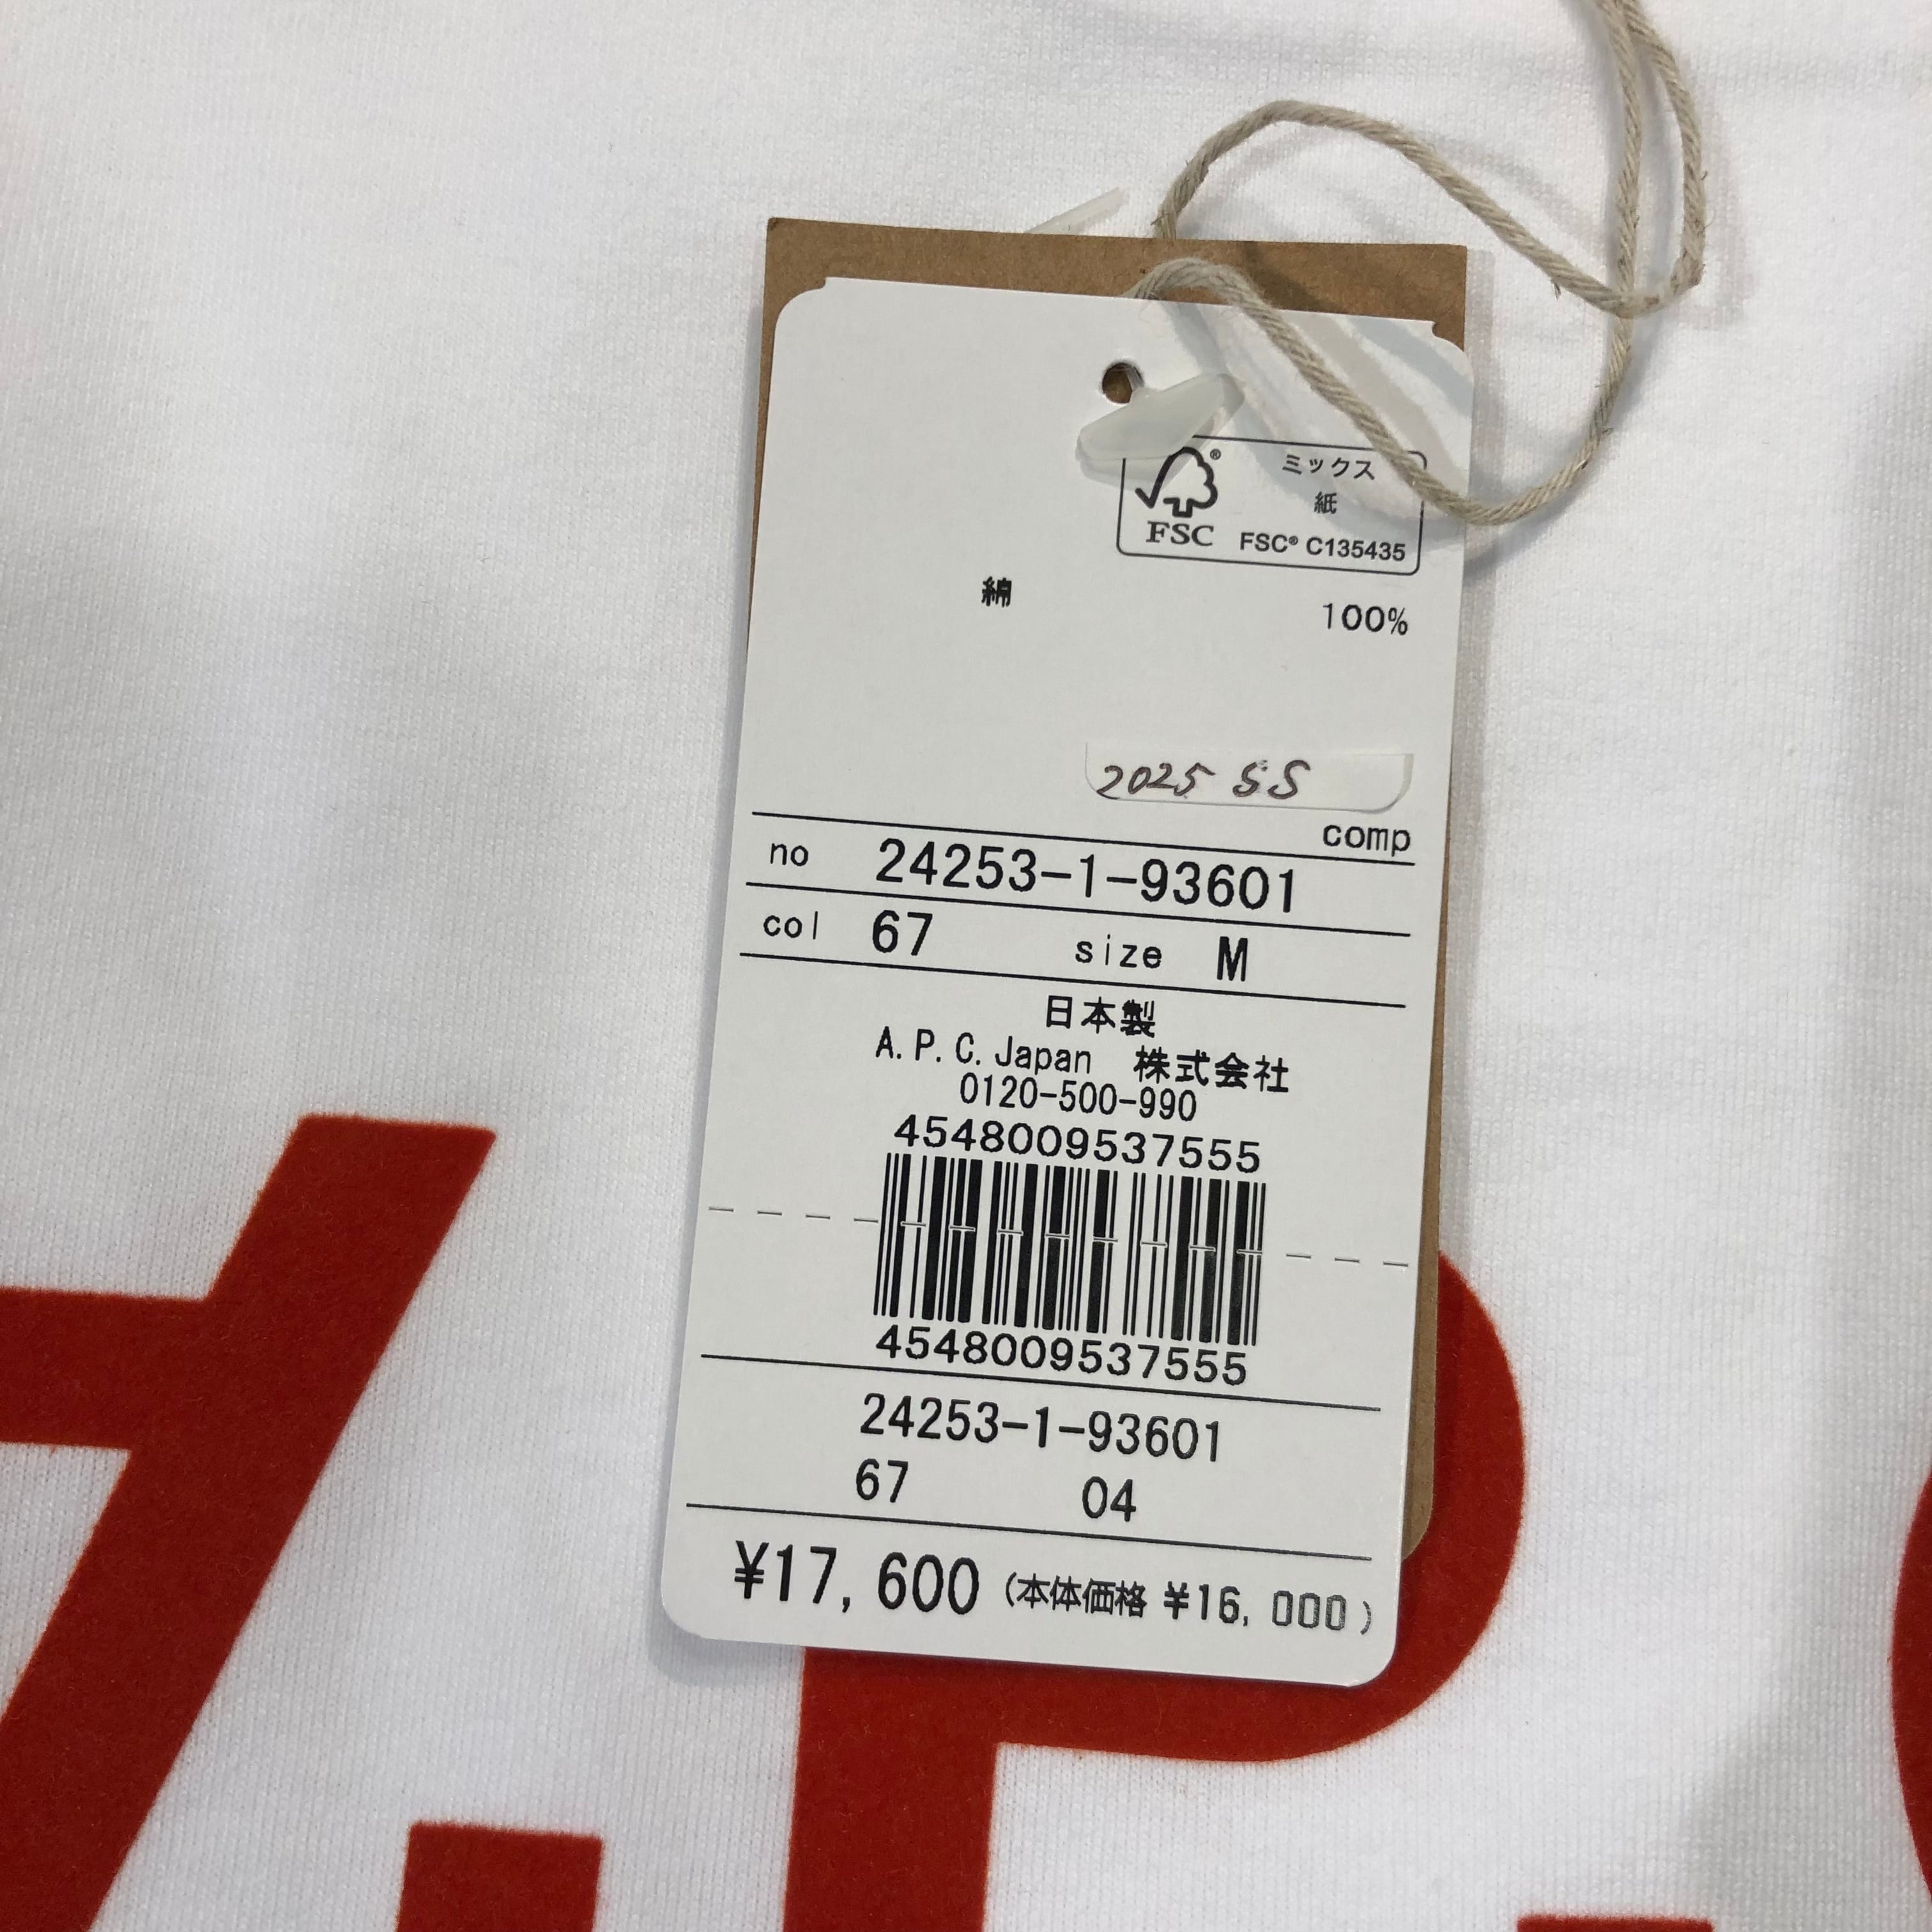 ミックス
紙
FSC® C135435
FSC
綿 100%
2025 SS
comp
no 24253-1-93601
col 67 size M
日本製
A.P.C.Japan 株式会社
0120-500-990
4548009537555
4548009537555
24253-1-93601
67 04
¥17,600 (本体価格 ¥16,000)